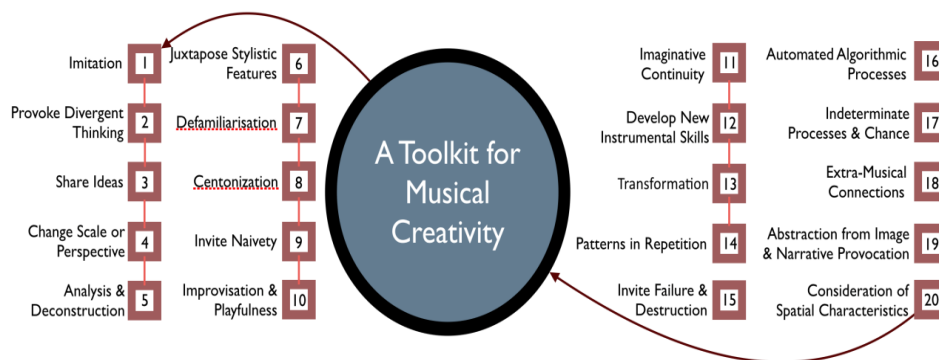 Imitation
1
Provoke Divergent
Thinking
2
Share Ideas
3
Change Scale or
Perspective
4
Analysis &
Deconstruction
5
Juxtapose Stylistic
Features
6
Defamiliarisation
7
Centonization
8
Invite Naivety
9
Improvisation &
Playfulness
10
A Toolkit for
Musical
Creativity
Imaginative
Continuity
11
Develop New
Instrumental Skills
12
Transformation
13
Patterns in Repetition
14
Invite Failure &
Destruction
15
Automated Algorithmic
Processes
16
Indeterminate
Processes & Chance
17
Extra-Musical
Connections
18
Abstraction from Image
& Narrative Provocation
19
Consideration of
Spatial Characteristics
20